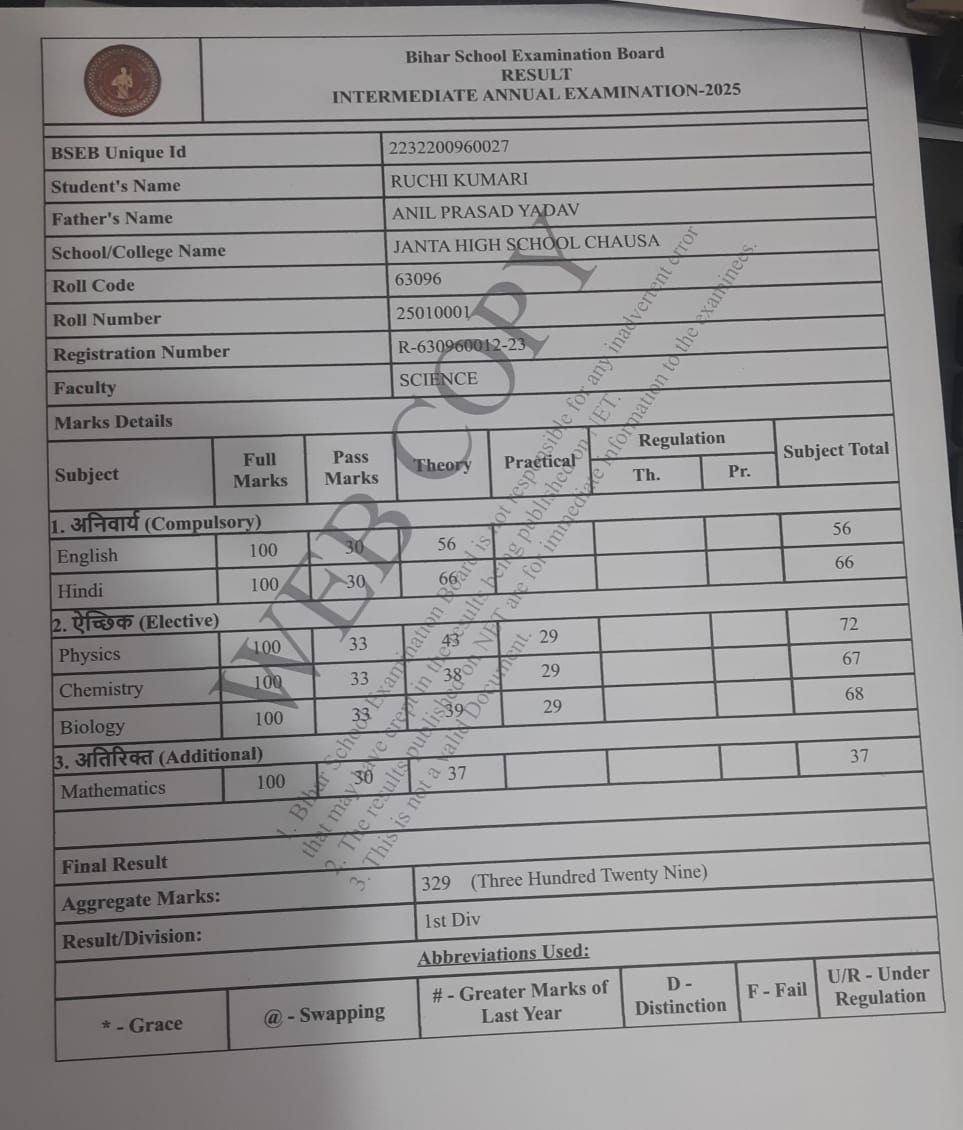 Bihar School Examination Board
RESULT
INTERMEDIATE ANNUAL EXAMINATION-2025
BSEB Unique Id 2232200960027
Student's Name RUCHI KUMARI
Father's Name ANIL PRASAD YADAV
School/College Name JANTA HIGH SCHOOL CHAUSA
Roll Code 63096
Roll Number 25010001
Registration Number R-630960012-23
Faculty SCIENCE
Marks Details
Subject Full Marks Pass Marks Theory Practical Regulation Th. Pr. Subject Total
1. अनिवार्य (Compulsory)
English 100 30 56 56
Hindi 100 30 66 66
2. ऐच्छिक (Elective)
Physics 100 33 43 29 72
Chemistry 100 33 38 29 67
Biology 100 33 39 29 68
3. अतिरिक्त (Additional)
Mathematics 100 30 37 37
Final Result
Aggregate Marks: 329 (Three Hundred Twenty Nine)
Result/Division: 1st Div
Abbreviations Used:
* - Grace @ - Swapping # - Greater Marks of Last Year D - Distinction F - Fail U/R - Under Regulation
WEB COPY
1. Bihar School Examination Board is not responsible for any inadvertent error
that may have crept in the results being published on NET.
2. The results published on NET are for immediate information to the examinees.
3. This is not a valid Document.